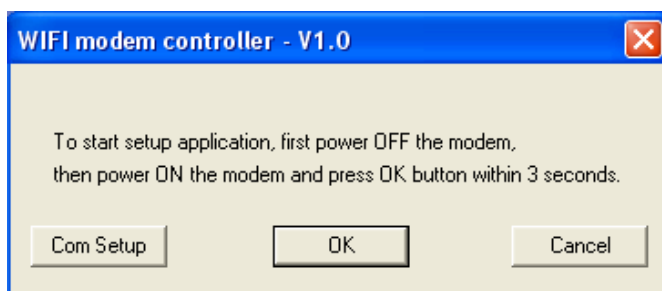 WIFI modem controller - V1.0
To start setup application, first power OFF the modem,
then power ON the modem and press OK button within 3 seconds.
Com Setup OK Cancel